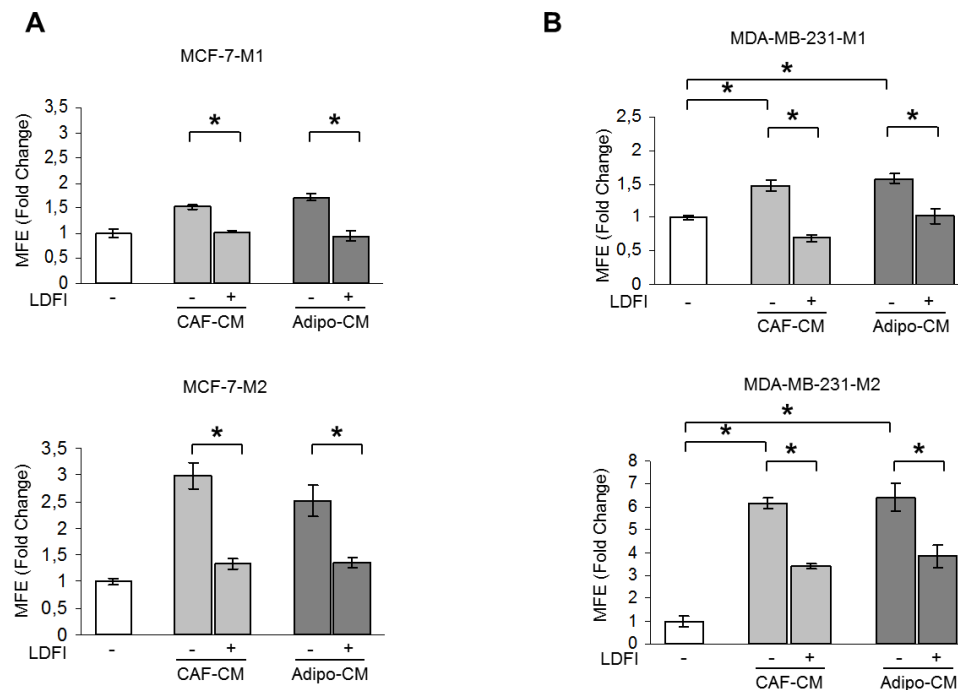 A
MCF-7-M1
MFE (Fold Change)
3,5
3
2,5
2
1,5
1
0,5
0
* *
LDFI - - + - +
CAF-CM Adipo-CM
MCF-7-M2
MFE (Fold Change)
3,5
3
2,5
2
1,5
1
0,5
0
* *
LDFI - - + - +
CAF-CM Adipo-CM
B
MDA-MB-231-M1
MFE (Fold Change)
2,5
2
1,5
1
0,5
0
*
*
* *
LDFI - - + - +
CAF-CM Adipo-CM
MDA-MB-231-M2
MFE (Fold Change)
8
7
6
5
4
3
2
1
0
*
*
* *
LDFI - - + - +
CAF-CM Adipo-CM